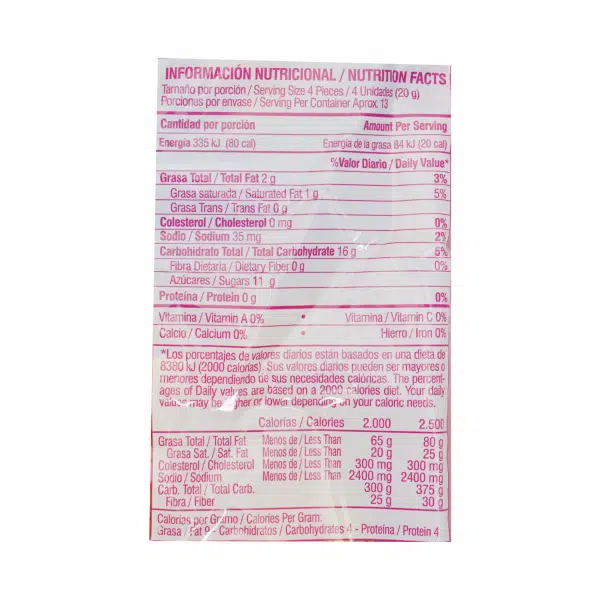 INFORMACIÓN NUTRICIONAL / NUTRITION FACTS
Tamaño por porción / Serving Size 4 Pieces / 4 Unidades (20 g)
Porciones por envase / Serving Per Container Aprox. 13
Cantidad por porción Amount Per Serving
Energía 335 kJ (80 cal) Energía de la grasa 84 kJ (20 cal)
%Valor Diario / Daily Value*
Grasa Total / Total Fat 2 g 3%
Grasa saturada / Saturated Fat 1 g 5%
Grasa Trans / Trans Fat 0 g
Colesterol / Cholesterol 0 mg 0%
Sodio / Sodium 35 mg 2%
Carbohidrato Total / Total Carbohydrate 16 g 5%
Fibra Dietaria / Dietary Fiber 0 g 0%
Azúcares / Sugars 11 g
Proteína / Protein 0 g 0%
Vitamina / Vitamin A 0% • Vitamina / Vitamin C 0%
Calcio / Calcium 0% • Hierro / Iron 0%
*Los porcentajes de valores diarios están basados en una dieta de
8380 kJ (2000 calorías). Sus valores diarios pueden ser mayores o
menores dependiendo de sus necesidades calóricas. The percent-
ages of Daily values are based on a 2000 calories diet. Your daily
values may be higher or lower depending on your caloric needs.
Calorías / Calories 2.000 2.500
Grasa Total / Total Fat Menos de / Less Than 65 g 80 g
Grasa Sat. / Sat. Fat Menos de / Less Than 20 g 25 g
Colesterol / Cholesterol Menos de / Less Than 300 mg 300 mg
Sodio / Sodium Menos de / Less Than 2400 mg 2400 mg
Carb. Total / Total Carb. 300 g 375 g
Fibra / Fiber 25 g 30 g
Calorías por Gramo / Calories Per Gram:
Grasa / Fat 9 - Carbohidratos / Carbohydrates 4 - Proteína / Protein 4